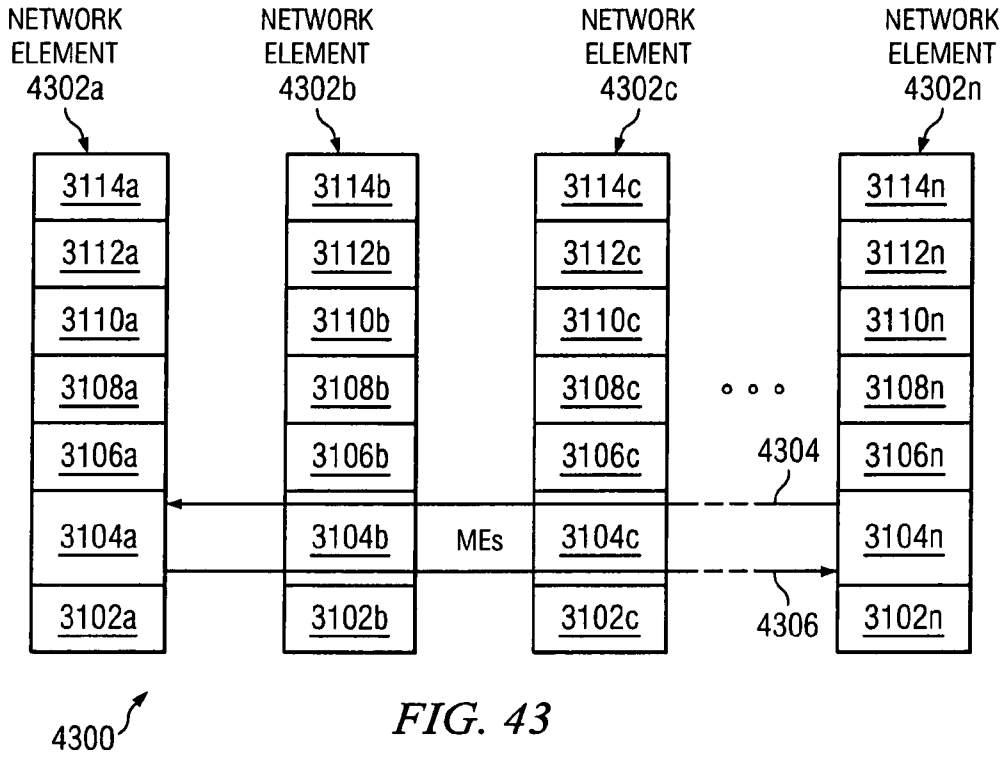 NETWORK
ELEMENT
4302a
NETWORK
ELEMENT
4302b
NETWORK
ELEMENT
4302c
NETWORK
ELEMENT
4302n
3114a
3114b
3114c
3114n
3112a
3112b
3112c
3112n
3110a
3110b
3110c
3110n
3108a
3108b
3108c
3108n
3106a
3106b
3106c
3106n
4304
3104a
3104b
MEs
3104c
3104n
3102a
3102b
3102c
4306
3102n
4300
FIG. 43